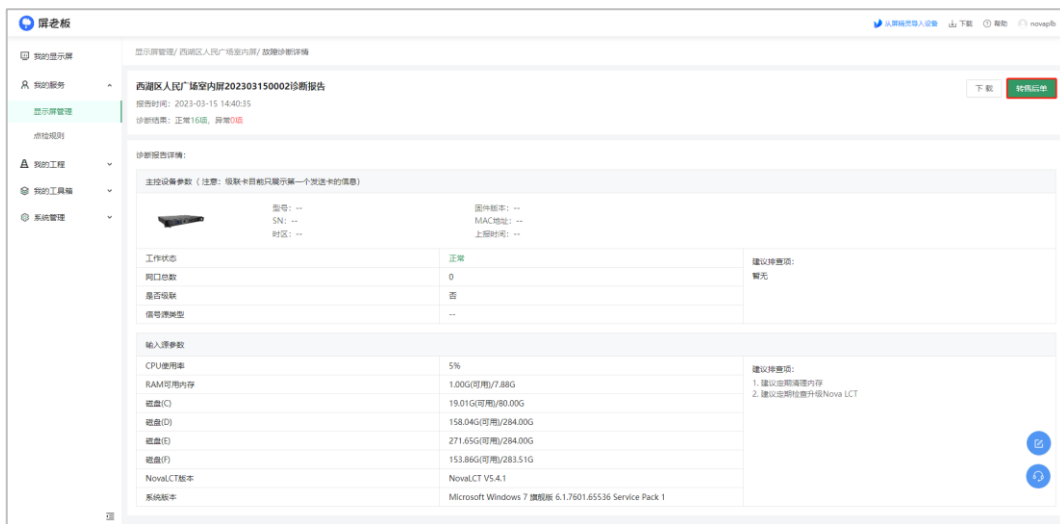 屏老板
从屏精灵导入设备 下载 帮助 novaplb
我的显示屏
我的服务
显示屏管理
点检规则
我的工程
我的工具箱
系统管理
显示屏管理/ 西湖区人民广场室内屏/ 故障诊断详情
西湖区人民广场室内屏202303150002诊断报告
下 载 转售后单
报告时间：2023-03-15 14:40:35
诊断结果：正常16项，异常0项
诊断报告详情：
主控设备参数（ 注意：级联卡目前只展示第一个发送卡的信息）
型号：-- 固件版本：--
SN：-- MAC地址：--
时区：-- 上报时间：--
工作状态 正常
网口总数 0
是否级联 否
信号源类型 --
建议排查项：
暂无
输入源参数
CPU使用率 5%
RAM可用内存 1.00G(可用)/7.88G
磁盘(C) 19.01G(可用)/80.00G
磁盘(D) 158.04G(可用)/284.00G
磁盘(E) 271.65G(可用)/284.00G
磁盘(F) 153.86G(可用)/283.51G
NovaLCT版本 NovaLCT V5.4.1
系统版本 Microsoft Windows 7 旗舰版 6.1.7601.65536 Service Pack 1
建议排查项：
1. 建议定期清理内存
2. 建议定期检查升级Nova LCT